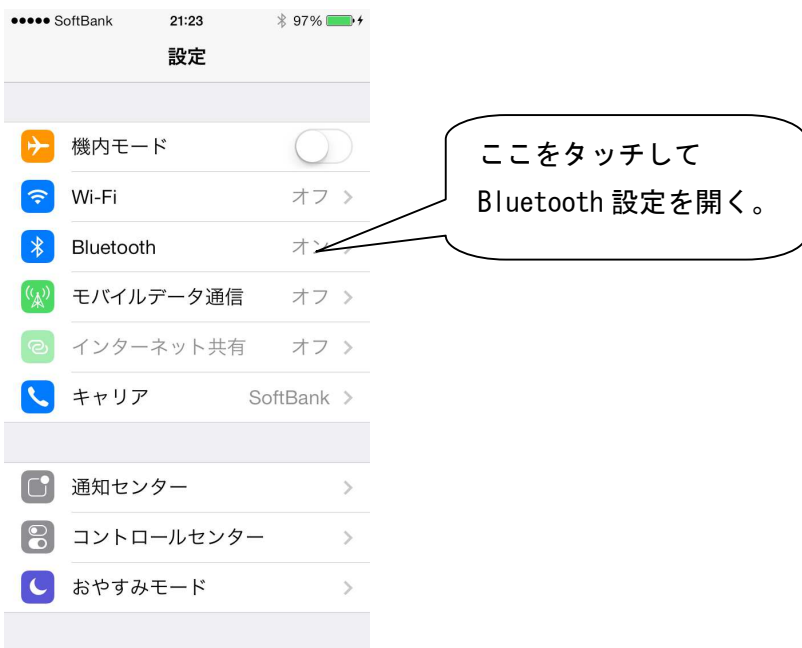 SoftBank 21:23 97%
設定
機内モード
Wi-Fi オフ
Bluetooth オン
モバイルデータ通信 オフ
インターネット共有 オフ
キャリア SoftBank
通知センター
コントロールセンター
おやすみモード
ここをタッチして
Bluetooth 設定を開く。